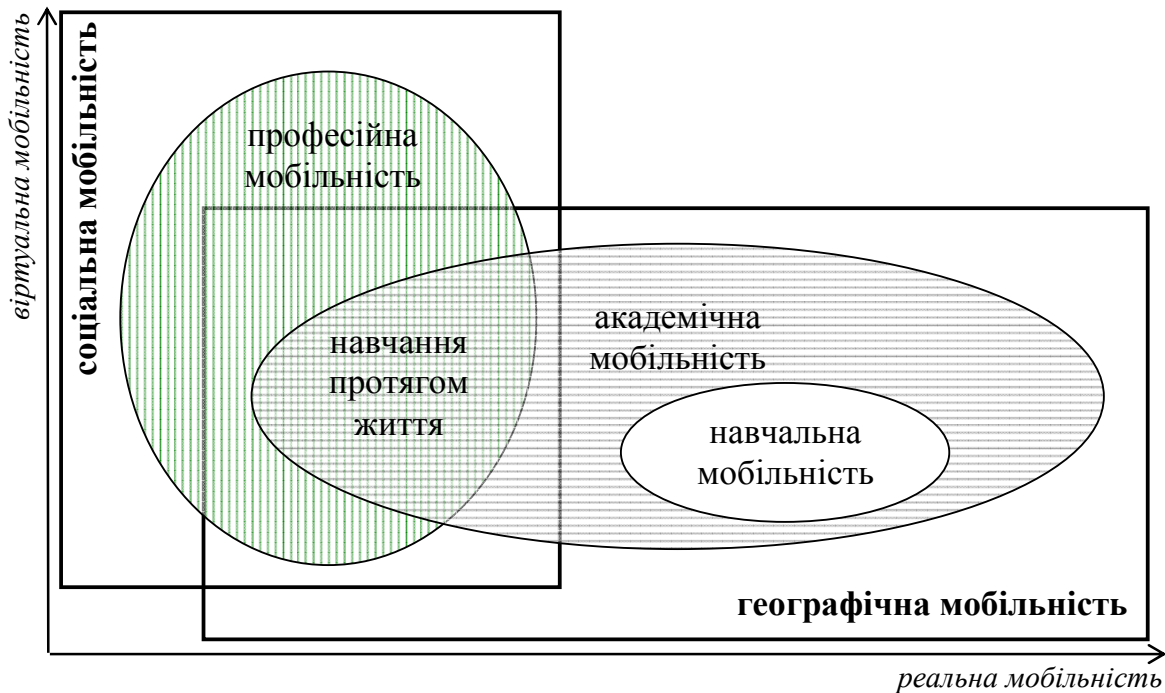 віртуальна мобільність
соціальна мобільність
професійна
мобільність
навчання
протягом
життя
академічна
мобільність
навчальна
мобільність
географічна мобільність
реальна мобільність